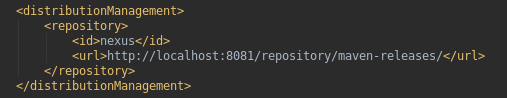 <distributionManagement>
    <repository>
        <id>nexus</id>
        <url>http://localhost:8081/repository/maven-releases/</url>
    </repository>
</distributionManagement>